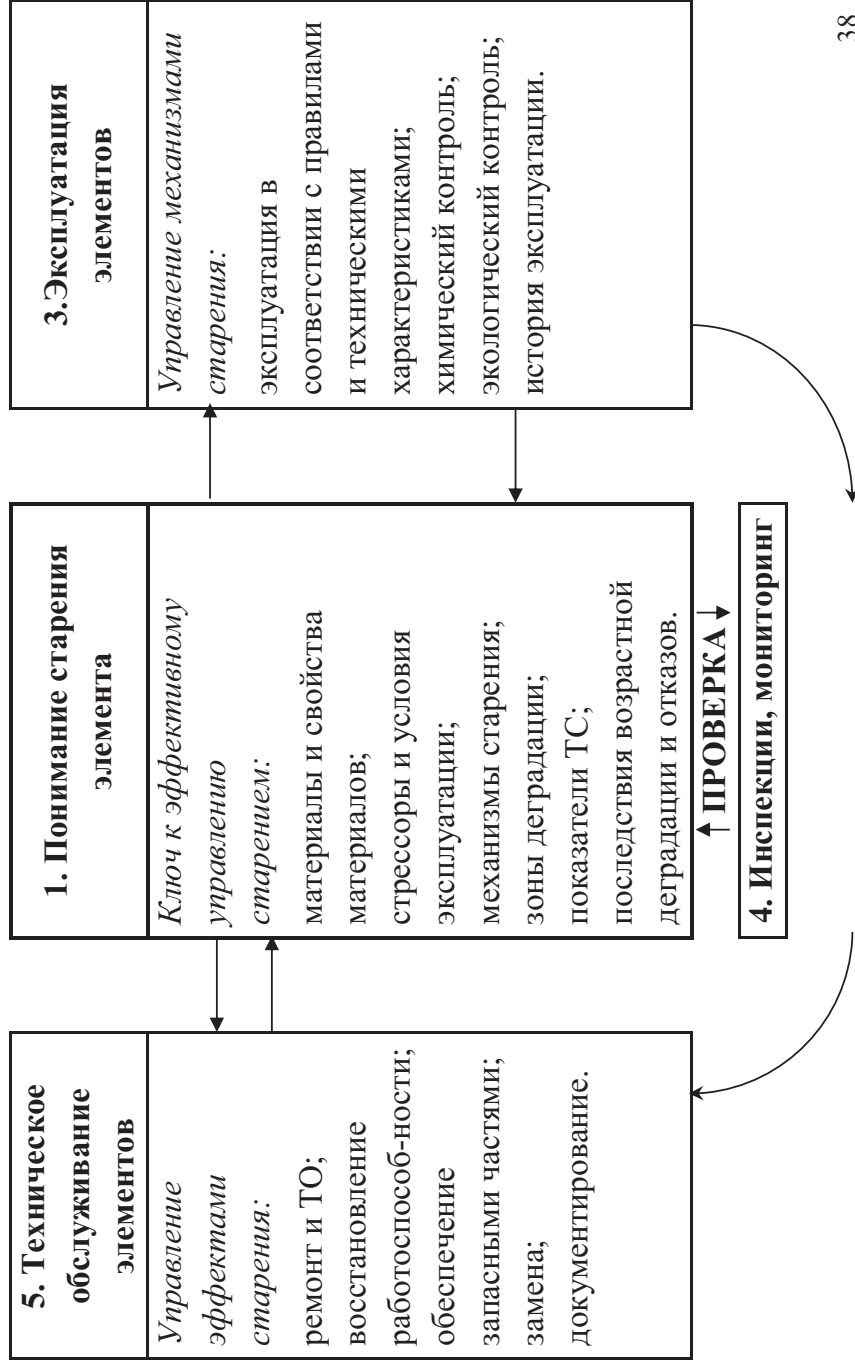 5. Техническое
обслуживание
элементов
Управление
эффектами
старения:
ремонт и ТО;
восстановление
работоспособ-ности;
обеспечение
запасными частями;
замена;
документирование.
1. Понимание старения
элемента
Ключ к эффективному
управлению
старением:
материалы и свойства
материалов;
стрессоры и условия
эксплуатации;
механизмы старения;
зоны деградации;
показатели ТС;
последствия возрастной
деградации и отказов.
ПРОВЕРКА
4. Инспекции, мониторинг
3.Эксплуатация
элементов
Управление механизмами
старения:
эксплуатация в
соответствии с правилами
и техническими
характеристиками;
химический контроль;
экологический контроль;
история эксплуатации.
38